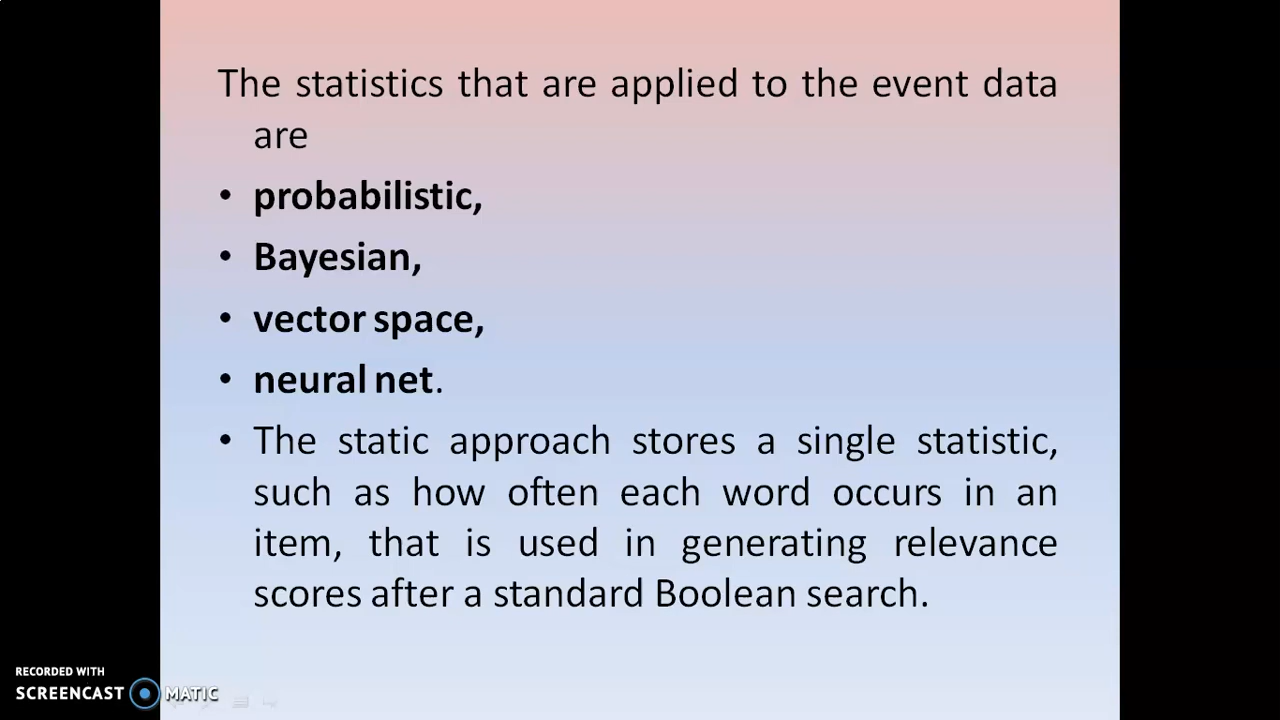 The statistics that are applied to the event data
are
• probabilistic,
• Bayesian,
• vector space,
• neural net.
• The static approach stores a single statistic,
such as how often each word occurs in an
item, that is used in generating relevance
scores after a standard Boolean search.
RECORDED WITH
SCREENCAST MATIC